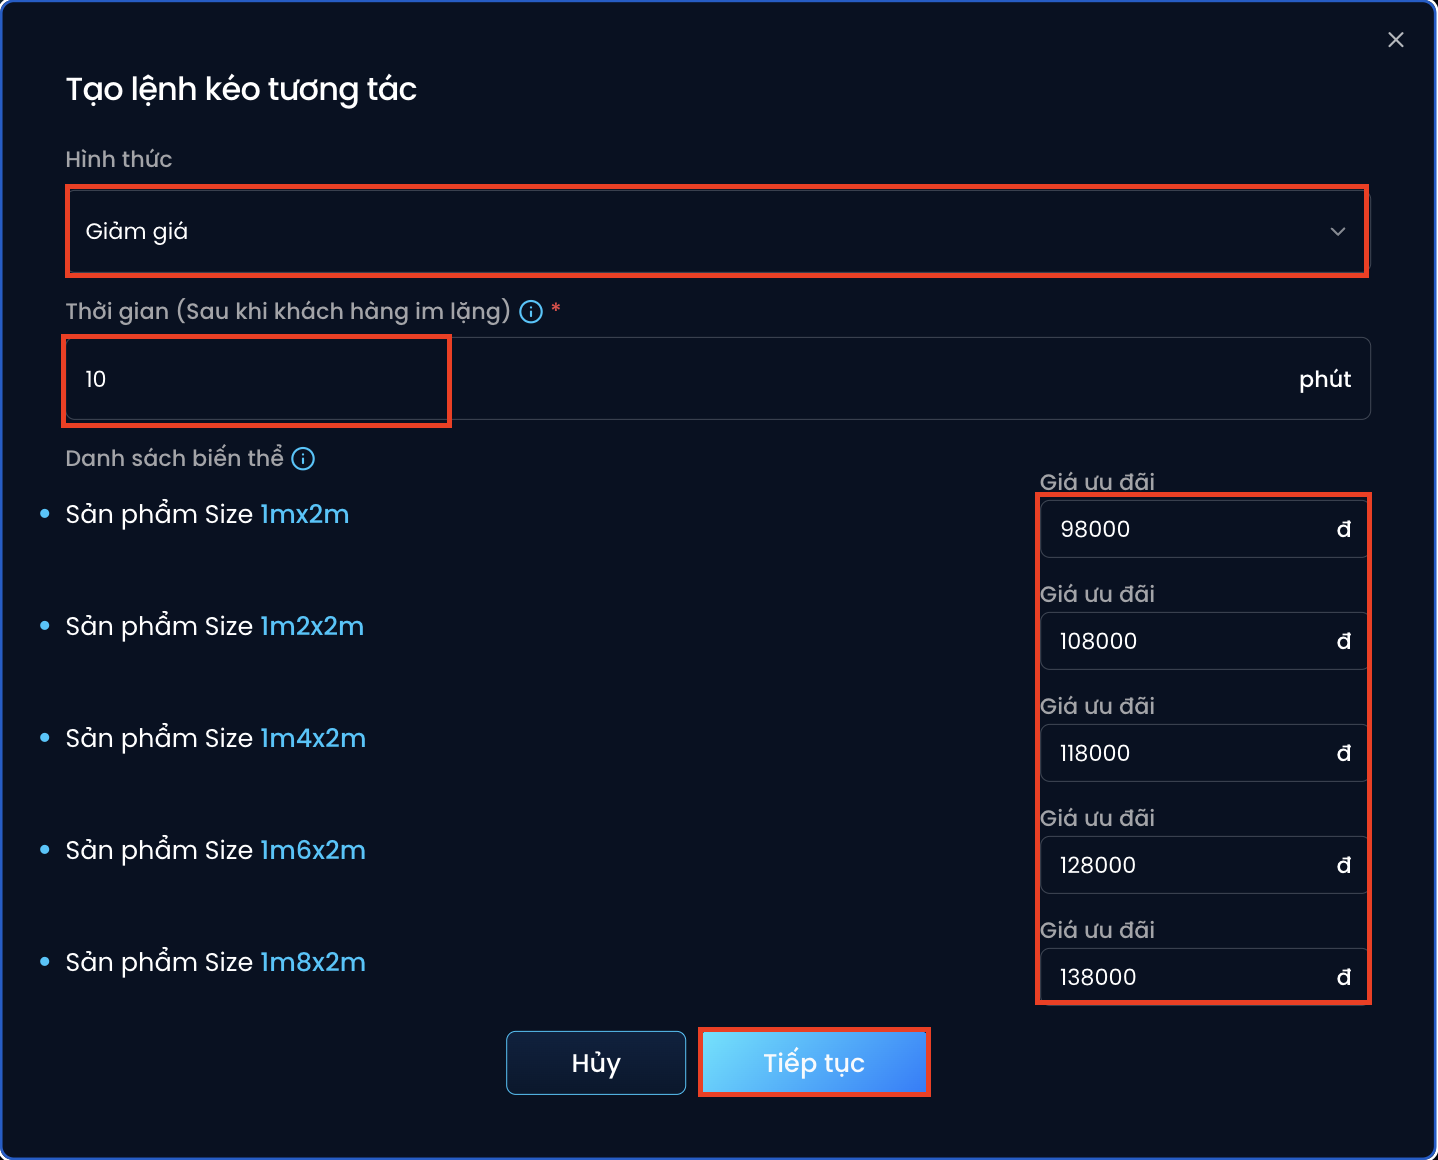 Tạo lệnh kéo tương tác
Hình thức
Giảm giá
Thời gian (Sau khi khách hàng im lặng) *
10 phút
Danh sách biến thể
Giá ưu đãi
Sản phẩm Size 1mx2m
98000 đ
Giá ưu đãi
Sản phẩm Size 1m2x2m
108000 đ
Giá ưu đãi
Sản phẩm Size 1m4x2m
118000 đ
Giá ưu đãi
Sản phẩm Size 1m6x2m
128000 đ
Giá ưu đãi
Sản phẩm Size 1m8x2m
138000 đ
Hủy Tiếp tục